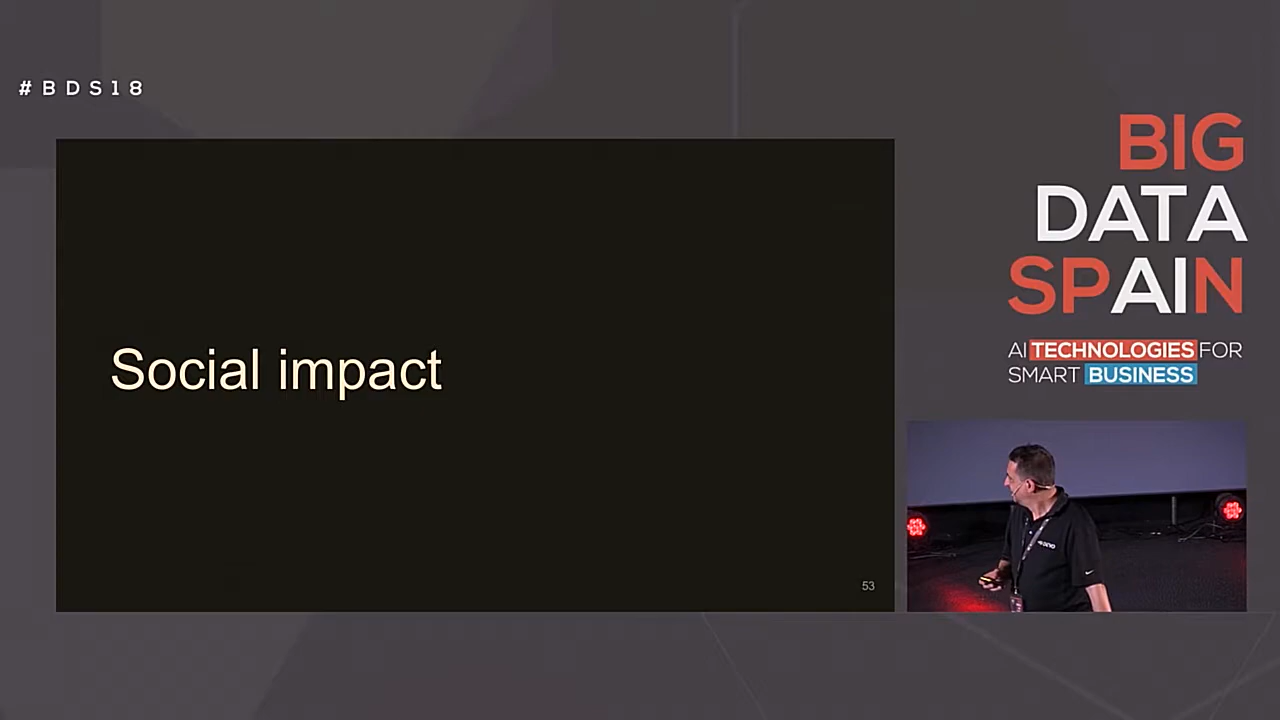 #BDS18
BIG
DATA
SPAIN
AI TECHNOLOGIES FOR
SMART BUSINESS
Social impact
53